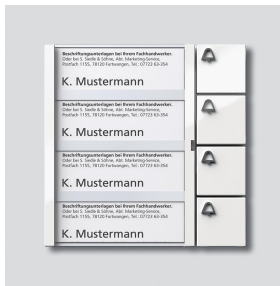 Beschriftungsunterlagen bei Ihrem Fachhandwerker.
Oder bei S. Siedle & Söhne, Abt. Marketing-Service,
Postfach 1155, 78120 Furtwangen, Tel.: 07723 63-354
K. Mustermann
Beschriftungsunterlagen bei Ihrem Fachhandwerker.
Oder bei S. Siedle & Söhne, Abt. Marketing-Service,
Postfach 1155, 78120 Furtwangen, Tel.: 07723 63-354
K. Mustermann
Beschriftungsunterlagen bei Ihrem Fachhandwerker.
Oder bei S. Siedle & Söhne, Abt. Marketing-Service,
Postfach 1155, 78120 Furtwangen, Tel.: 07723 63-354
K. Mustermann
Beschriftungsunterlagen bei Ihrem Fachhandwerker.
Oder bei S. Siedle & Söhne, Abt. Marketing-Service,
Postfach 1155, 78120 Furtwangen, Tel.: 07723 63-354
K. Mustermann